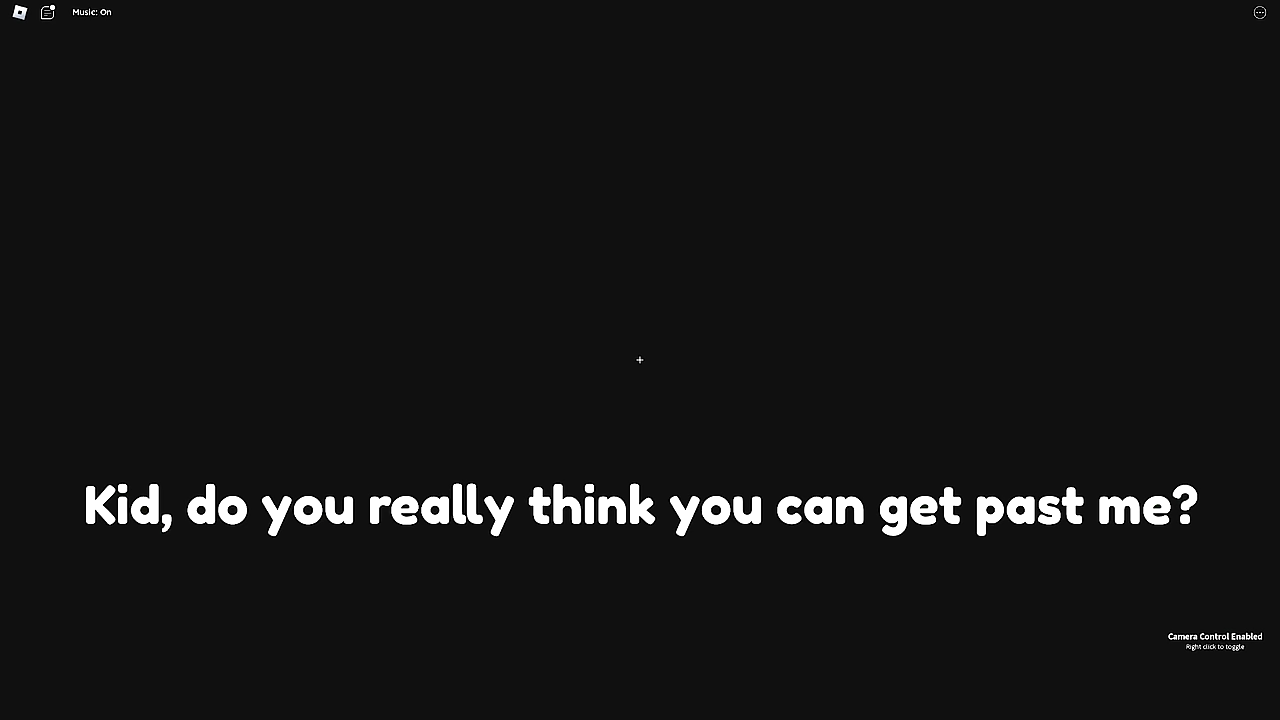 Music: On
Kid, do you really think you can get past me?
Camera Control Enabled
Right click to toggle